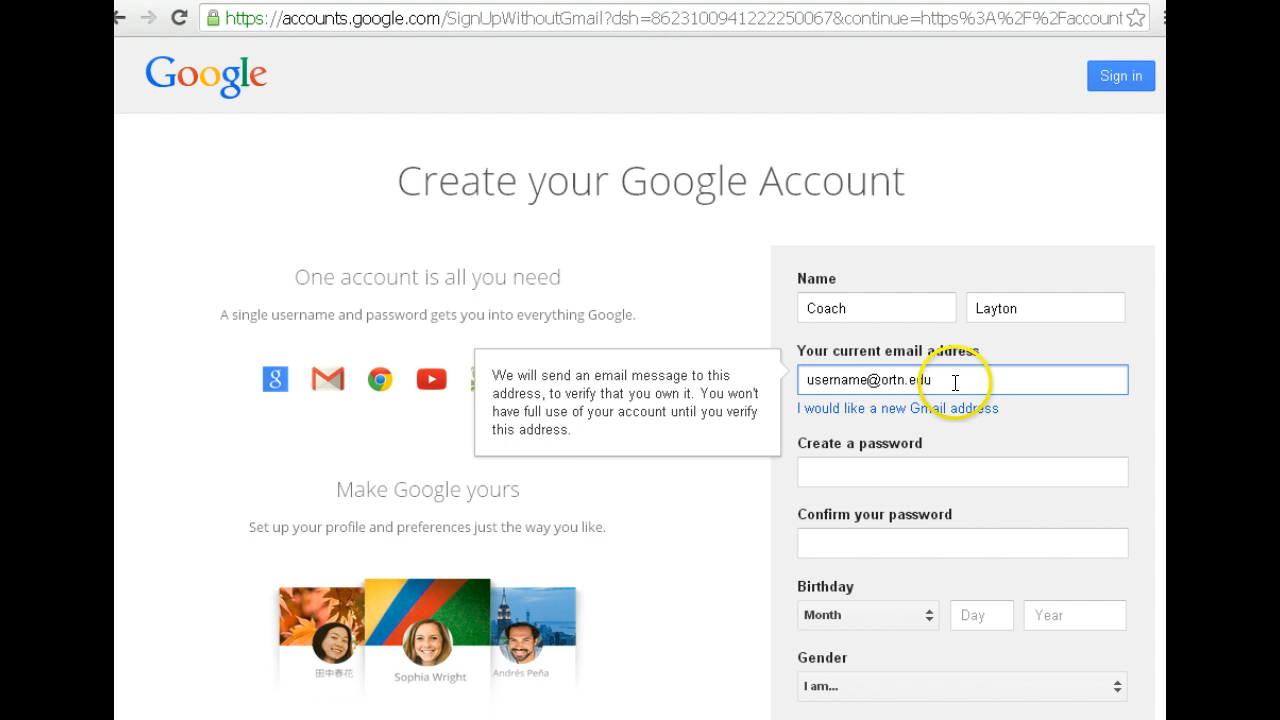 https://accounts.google.com/SignUpWithoutGmail?dsh=8623100941222250067&continue=https%3A%2F%2Faccount
Google
Sign in
Create your Google Account
One account is all you need
A single username and password gets you into everything Google.
Name
Coach Layton
Your current email address
username@ortn.edu
I would like a new Gmail address
We will send an email message to this
address, to verify that you own it. You won't
have full use of your account until you verify
this address.
Create a password
Confirm your password
Make Google yours
Set up your profile and preferences just the way you like.
Birthday
Month Day Year
Gender
I am...
田中春花
Sophia Wright
Andrés Peña